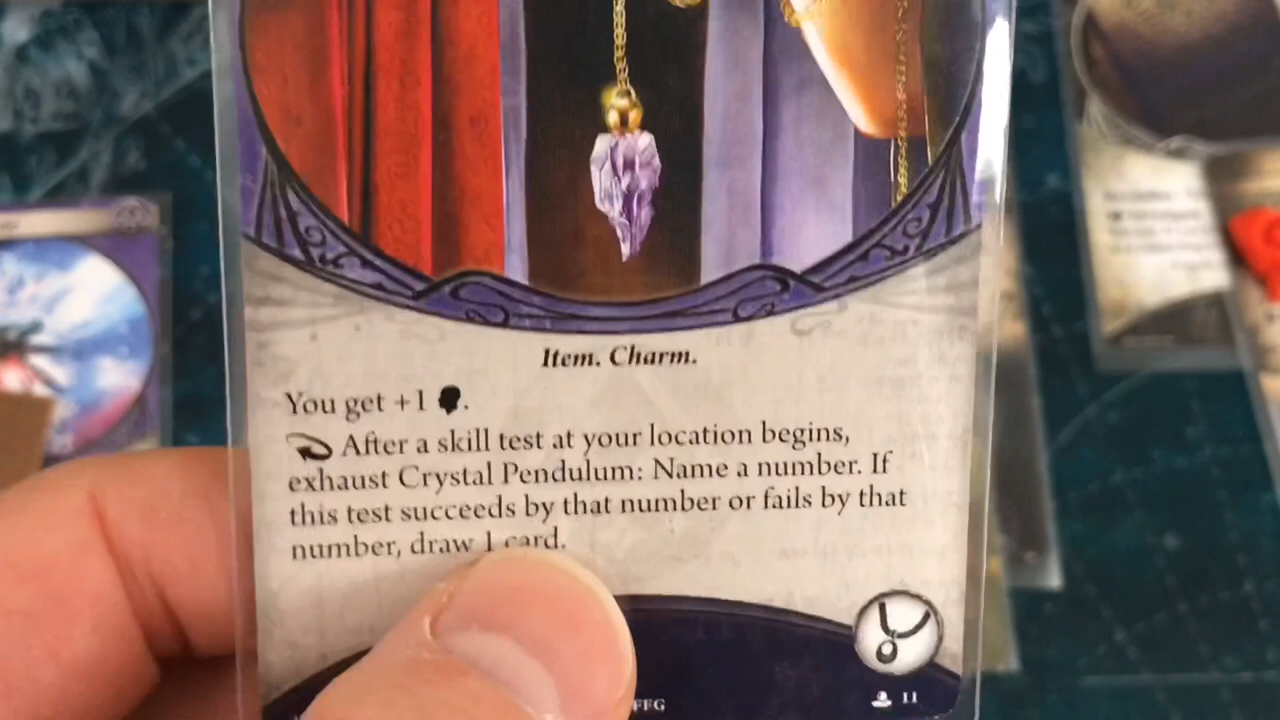 Item. Charm.
You get +1 .
After a skill test at your location begins,
exhaust Crystal Pendulum: Name a number. If
this test succeeds by that number or fails by that
number, draw 1 card.
FFG
11